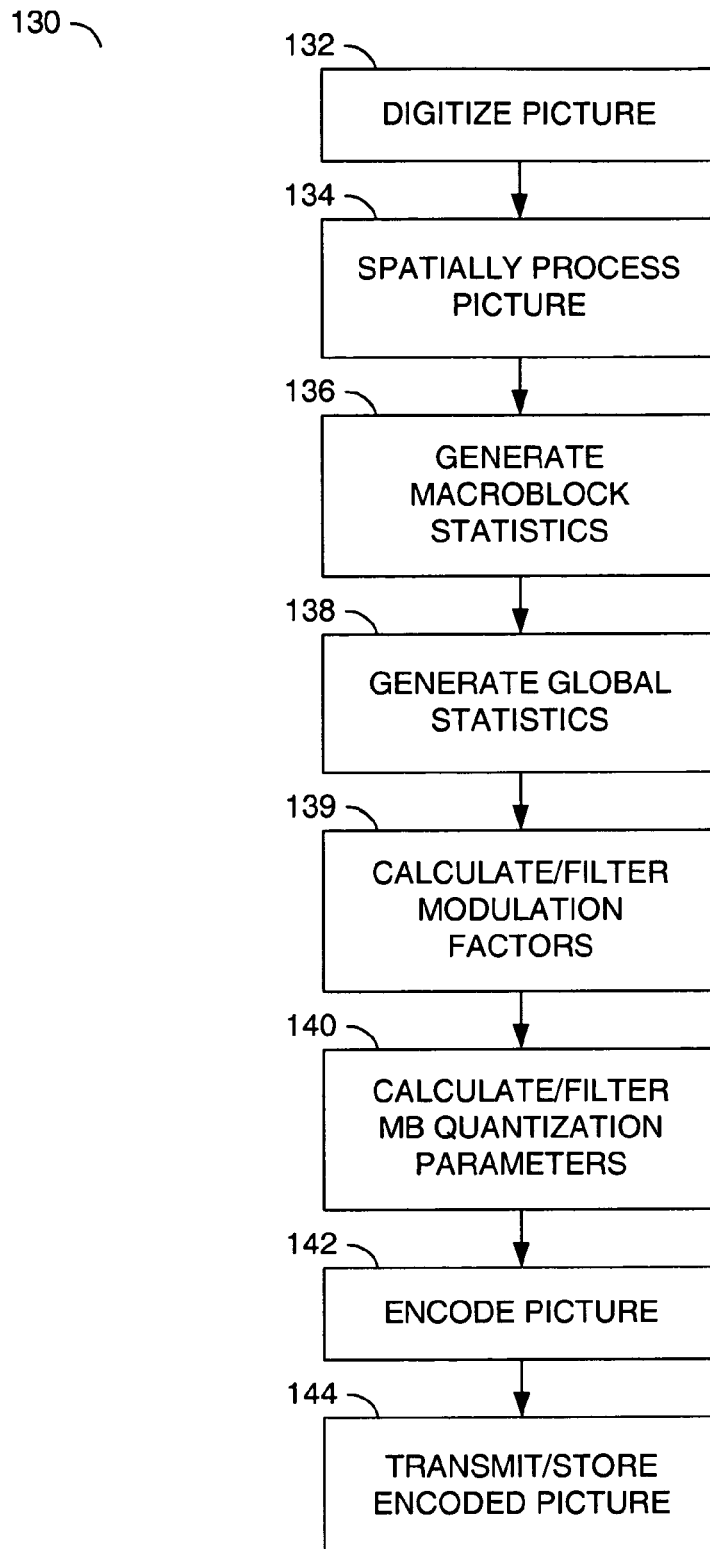 130
132
DIGITIZE PICTURE
134
SPATIALLY PROCESS
PICTURE
136
GENERATE
MACROBLOCK
STATISTICS
138
GENERATE GLOBAL
STATISTICS
139
CALCULATE/FILTER
MODULATION
FACTORS
140
CALCULATE/FILTER
MB QUANTIZATION
PARAMETERS
142
ENCODE PICTURE
144
TRANSMIT/STORE
ENCODED PICTURE